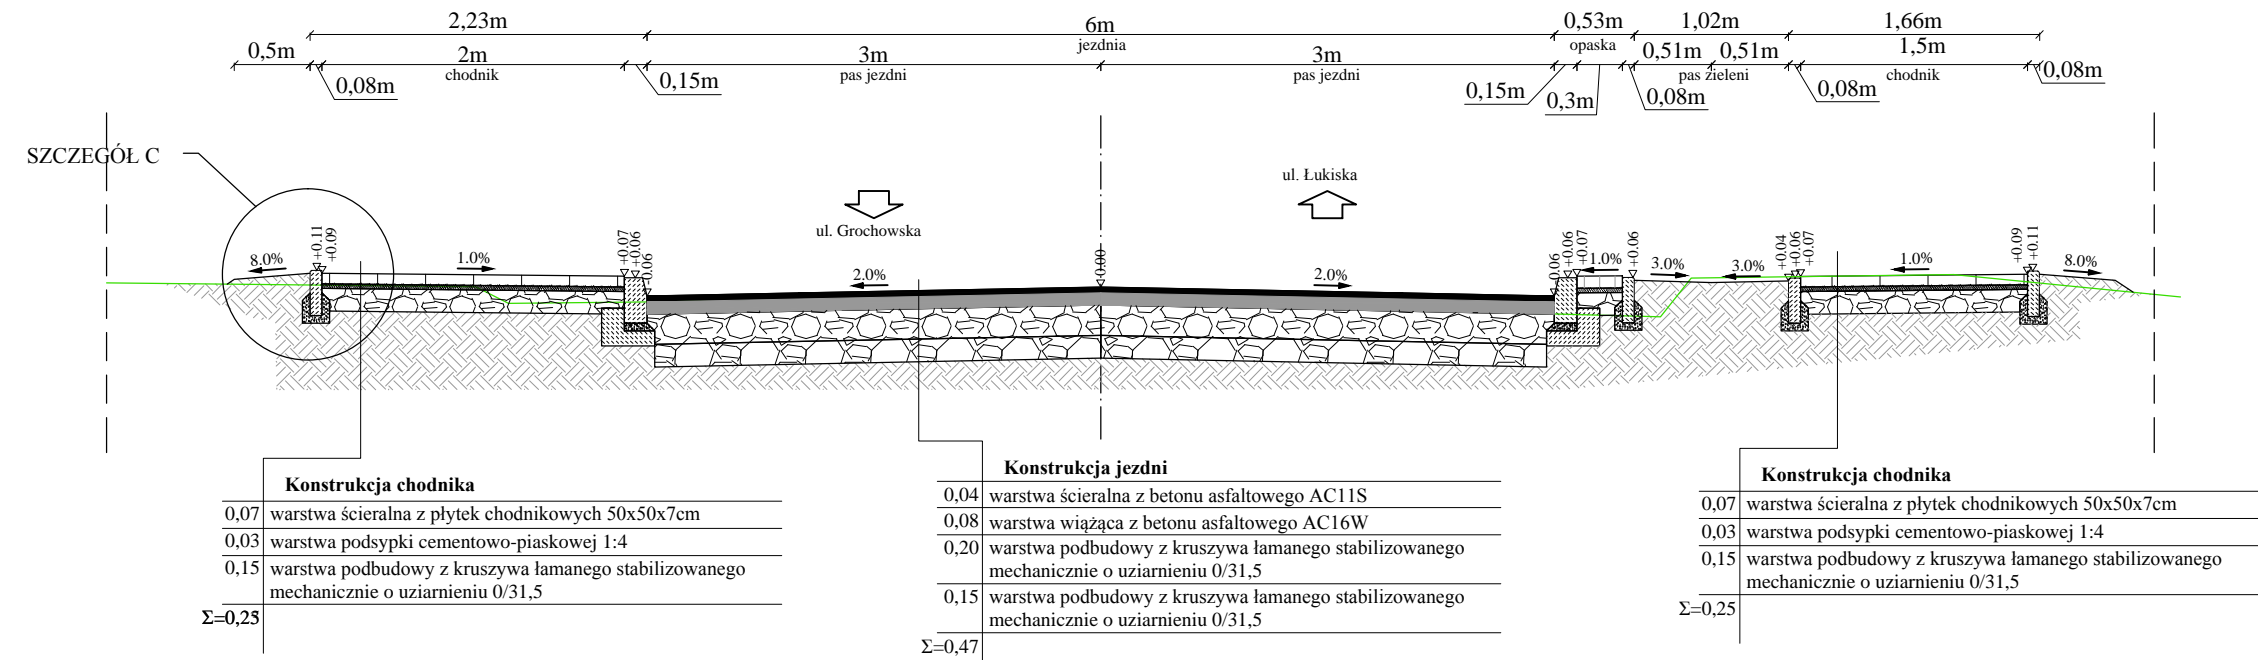 2,23m 6m 0,53m 1,02m 1,66m
jezdnia opaska
0,5m 2m 3m 3m 0,51m 0,51m 1,5m
chodnik pas jezdni pas jezdni pas zieleni chodnik
0,08m 0,15m 0,15m 0,3m 0,08m 0,08m 0,08m
SZCZEGÓŁ C
ul. Grochowska
ul. Łukiska
8.0% +0.11 +0.09 1.0% +0.07 +0.06 2.0% 0.00 2.0% +0.06 +0.07 1.0% +0.06 3.0% 3.0% +0.04 +0.06 +0.07 1.0% +0.09 +0.11 8.0%
Konstrukcja chodnika
0,07 warstwa ścieralna z płytek chodnikowych 50x50x7cm
0,03 warstwa podsypki cementowo-piaskowej 1:4
0,15 warstwa podbudowy z kruszywa łamanego stabilizowanego
mechanicznie o uziarnieniu 0/31,5
Konstrukcja jezdni
0,04 warstwa ścieralna z betonu asfaltowego AC11S
0,08 warstwa wiążąca z betonu asfaltowego AC16W
0,20 warstwa podbudowy z kruszywa łamanego stabilizowanego
mechanicznie o uziarnieniu 0/31,5
0,15 warstwa podbudowy z kruszywa łamanego stabilizowanego
mechanicznie o uziarnieniu 0/31,5
Σ=0,47
Konstrukcja chodnika
0,07 warstwa ścieralna z płytek chodnikowych 50x50x7cm
0,03 warstwa podsypki cementowo-piaskowej 1:4
0,15 warstwa podbudowy z kruszywa łamanego stabilizowanego
mechanicznie o uziarnieniu 0/31,5
Σ=0,25